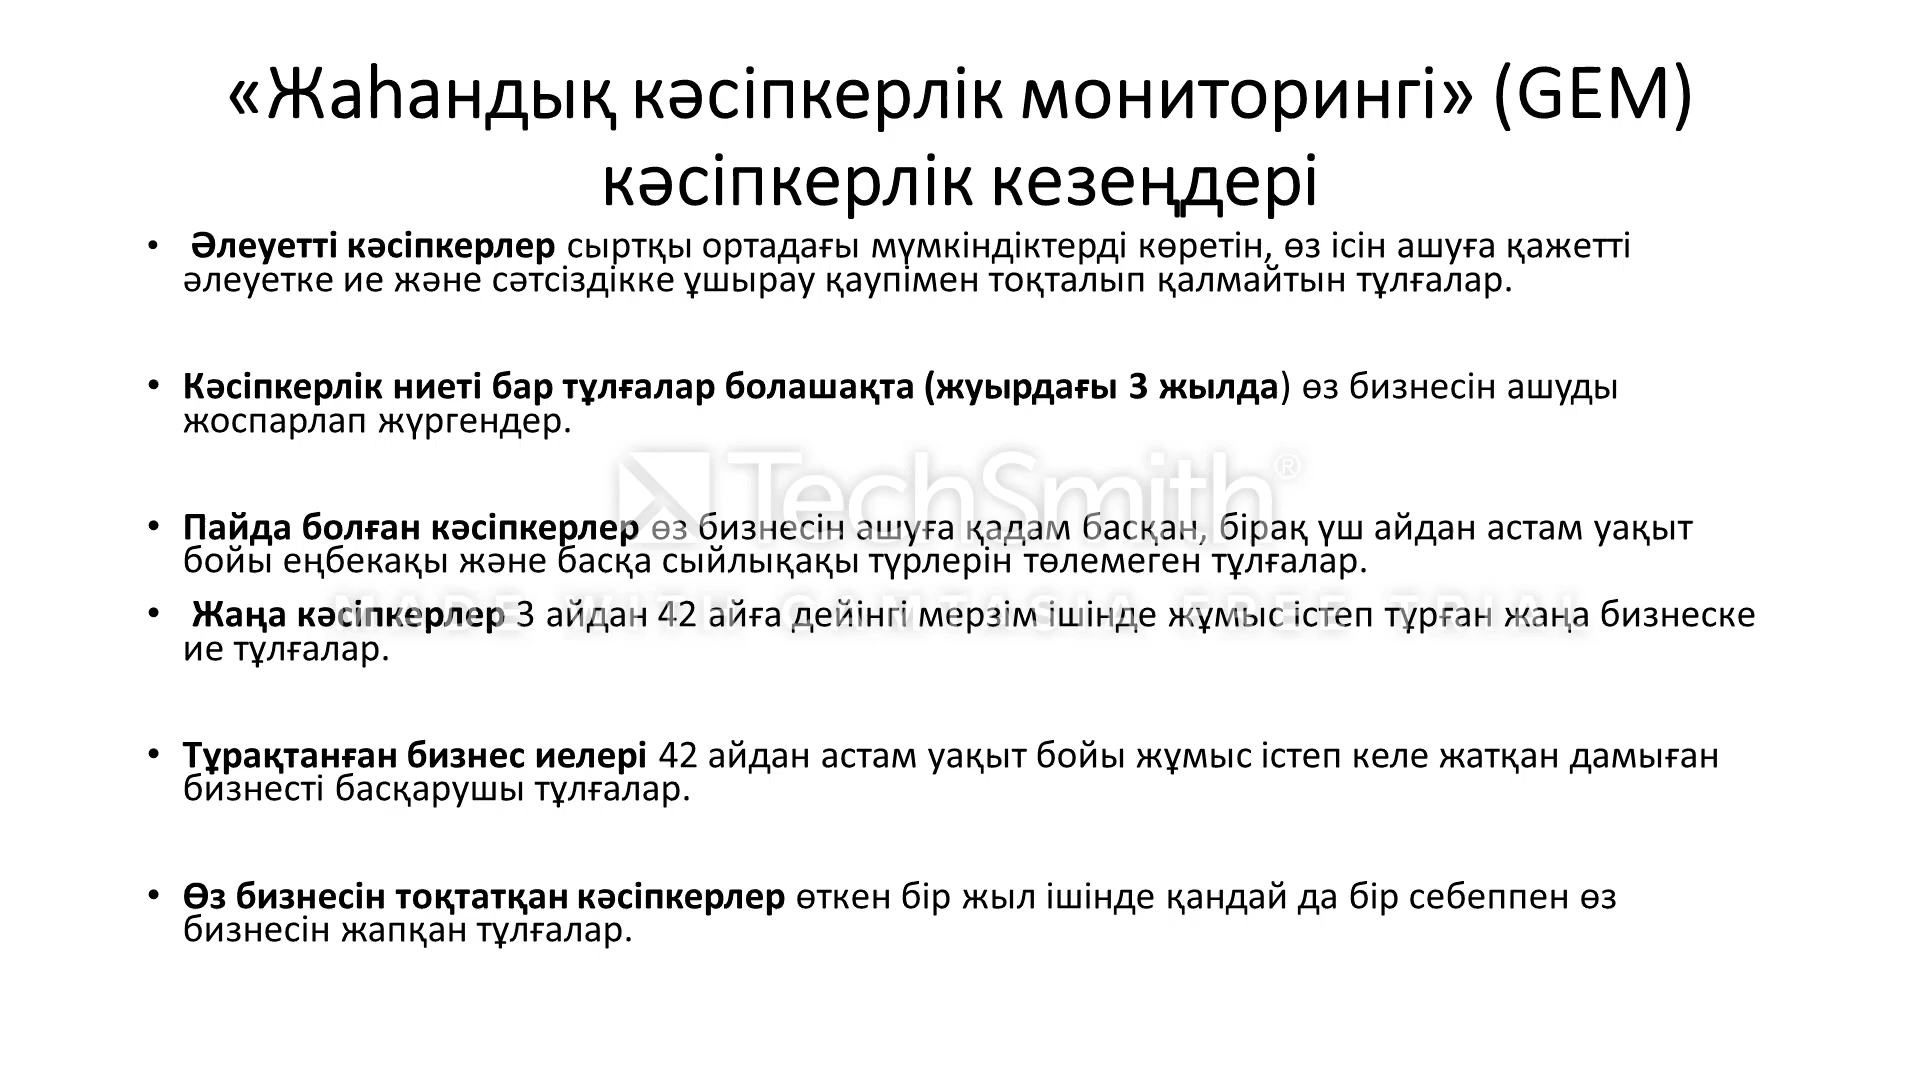 «Жаһандық кәсіпкерлік мониторингі» (GEM)
кәсіпкерлік кезеңдері
• Әлеуетті кәсіпкерлер сыртқы ортадағы мүмкіндіктерді көретін, өз ісін ашуға қажетті
әлеуетке ие және сәтсіздікке ұшырау қаупімен тоқталып қалмайтын тұлғалар.
• Кәсіпкерлік ниеті бар тұлғалар болашақта (жуырдағы 3 жылда) өз бизнесін ашуды
жоспарлап жүргендер.
TechSmith®
• Пайда болған кәсіпкерлер өз бизнесін ашуға қадам басқан, бірақ үш айдан астам уақыт
бойы еңбекақы және басқа сыйлықақы түрлерін төлемеген тұлғалар.
MADE WITH CAMTASIA FREE TRIAL
• Жаңа кәсіпкерлер 3 айдан 42 айға дейінгі мерзім ішінде жұмыс істеп тұрған жаңа бизнеске
ие тұлғалар.
• Тұрақтанған бизнес иелері 42 айдан астам уақыт бойы жұмыс істеп келе жатқан дамыған
бизнесті басқарушы тұлғалар.
• Өз бизнесін тоқтатқан кәсіпкерлер өткен бір жыл ішінде қандай да бір себеппен өз
бизнесін жапқан тұлғалар.